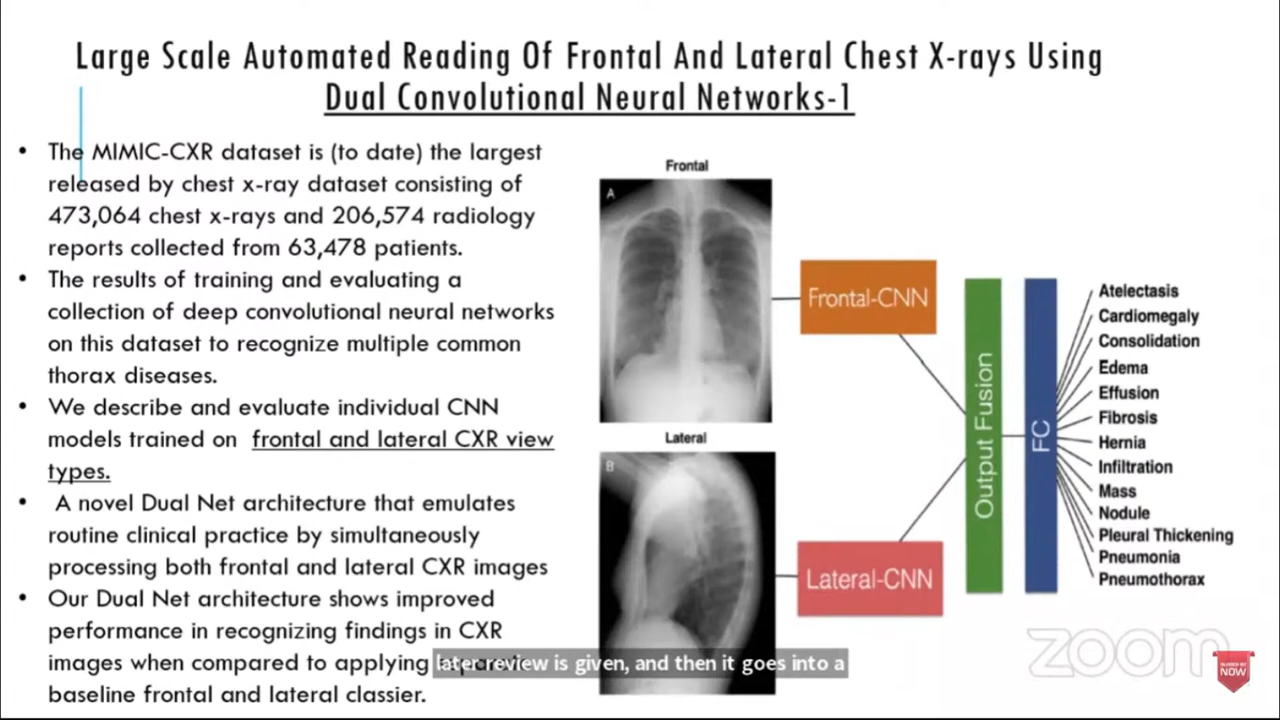 Large Scale Automated Reading Of Frontal And Lateral Chest X-rays Using
Dual Convolutional Neural Networks-1
• The MIMIC-CXR dataset is (to date) the largest
released by chest x-ray dataset consisting of
473,064 chest x-rays and 206,574 radiology
reports collected from 63,478 patients.
• The results of training and evaluating a
collection of deep convolutional neural networks
on this dataset to recognize multiple common
thorax diseases.
• We describe and evaluate individual CNN
models trained on frontal and lateral CXR view
types.
• A novel Dual Net architecture that emulates
routine clinical practice by simultaneously
processing both frontal and lateral CXR images
• Our Dual Net architecture shows improved
performance in recognizing findings in CXR
images when compared to applying
baseline frontal and lateral classier.
Frontal
A
Lateral
B
Frontal-CNN
Lateral-CNN
Output Fusion
FC
Atelectasis
Cardiomegaly
Consolidation
Edema
Effusion
Fibrosis
Hernia
Infiltration
Mass
Nodule
Pleural Thickening
Pneumonia
Pneumothorax
later review is given, and then it goes into a
zoom
NOW